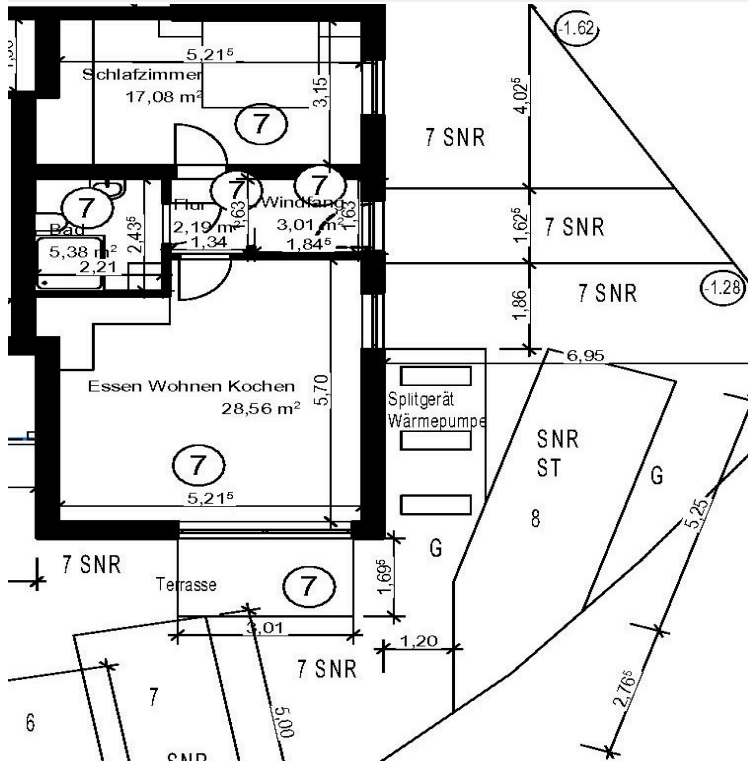 -1.62
5,21⁵
Schlafzimmer
17,08 m²
3,15
4,02⁵
7
7 SNR
7
7
7
Flur
2,19 m²
1,34
1,63
Windfang
3,01 m²
1,84⁵
1,63
Bad
5,38 m²
2,21
2,43⁵
7 SNR
1,62⁵
7 SNR
-1.28
1,86
6,95
Essen Wohnen Kochen
28,56 m²
5,70
Splitgerät
Wärmepumpe
SNR
ST
8
G
7
5,21⁵
5,25
G
7 SNR
Terrasse
7
1,69⁵
3,01
1,20
7 SNR
2,76⁵
6
7
5,00
SNR